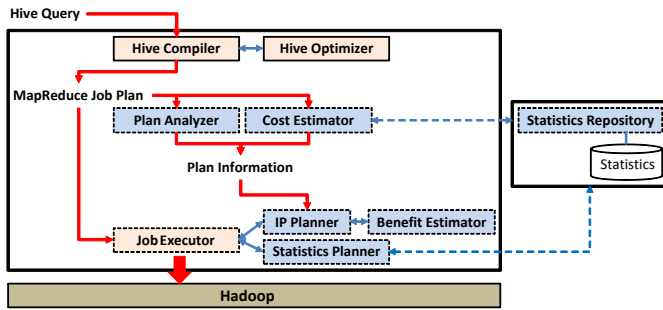 Hive Query
Hive Compiler
Hive Optimizer
MapReduce Job Plan
Plan Analyzer
Cost Estimator
Statistics Repository
Plan Information
Statistics
IP Planner
Benefit Estimator
Job Executor
Statistics Planner
Hadoop